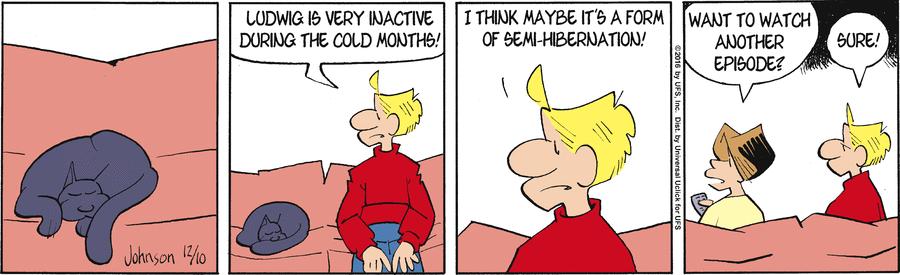 Johnson 12/10
LUDWIG IS VERY INACTIVE
DURING THE COLD MONTHS!
I THINK MAYBE IT'S A FORM
OF SEMI-HIBERNATION!
©2016 by UFS, Inc. Dist. by Universal Uclick for UFS
WANT TO WATCH
ANOTHER
EPISODE?
SURE!